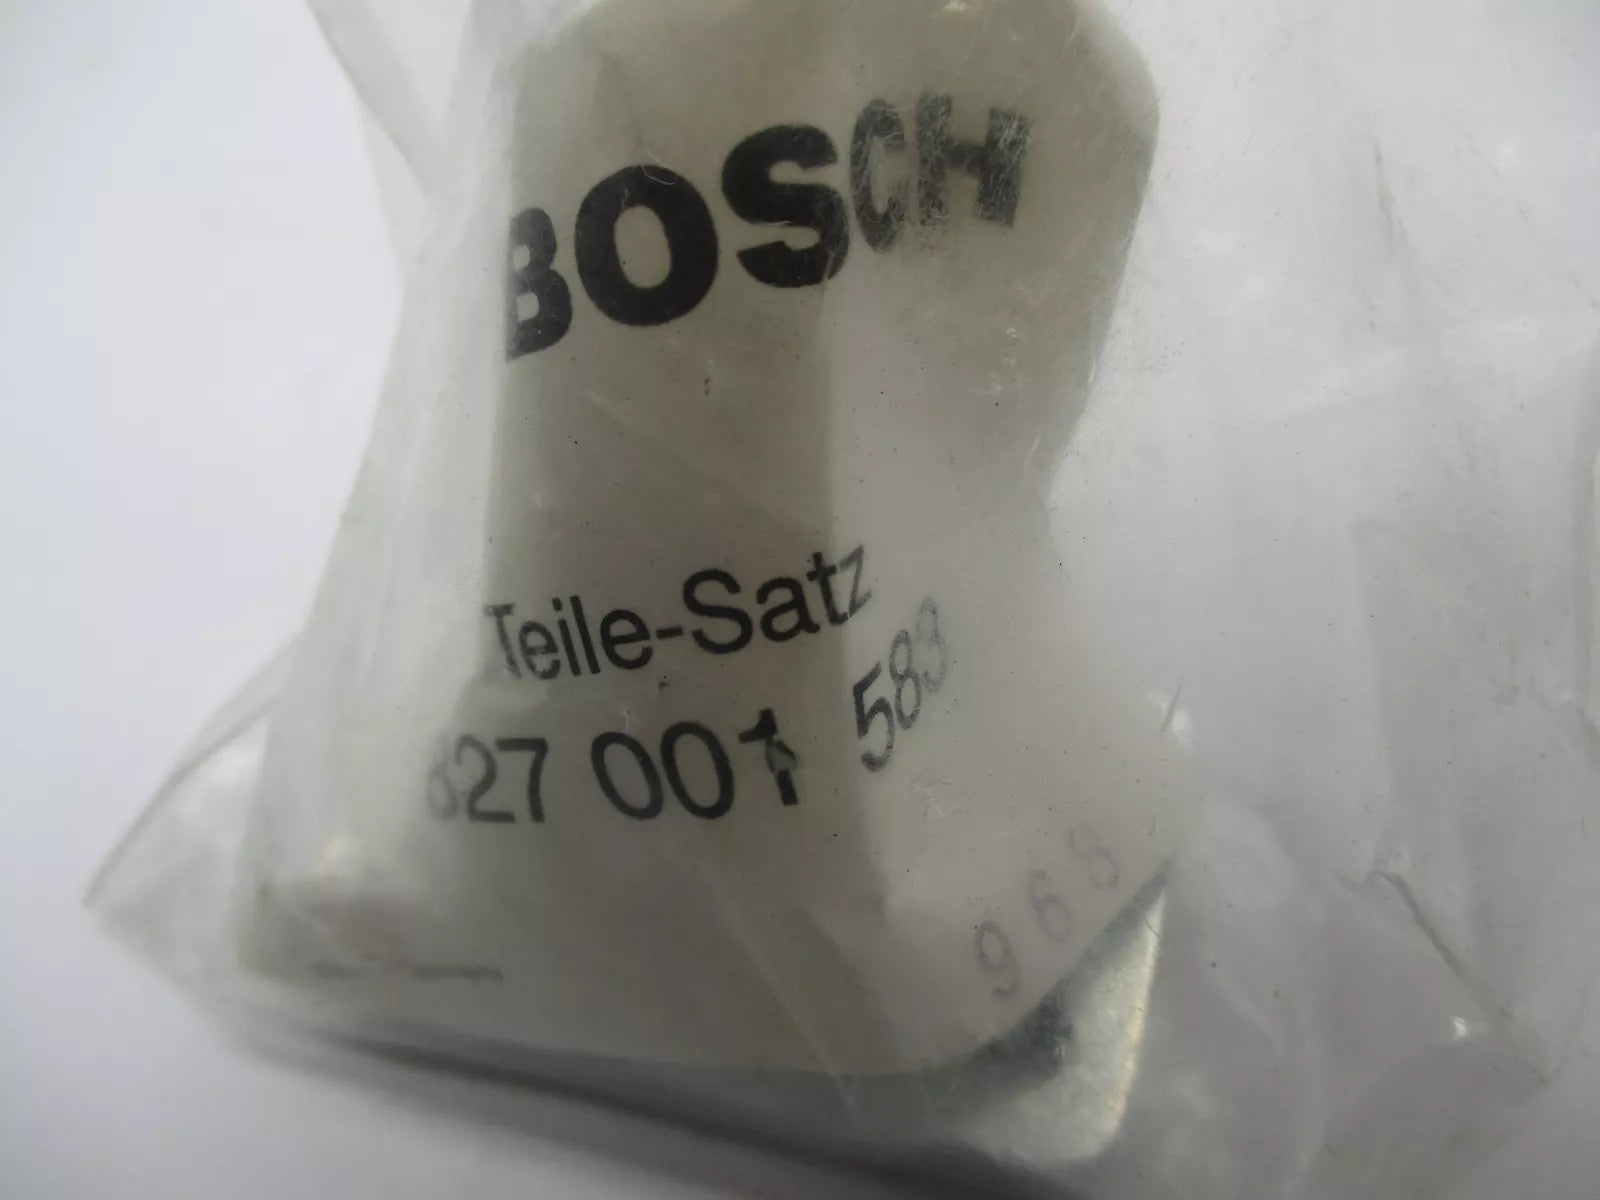 BOSCH
Teile-Satz
827 001 583
968